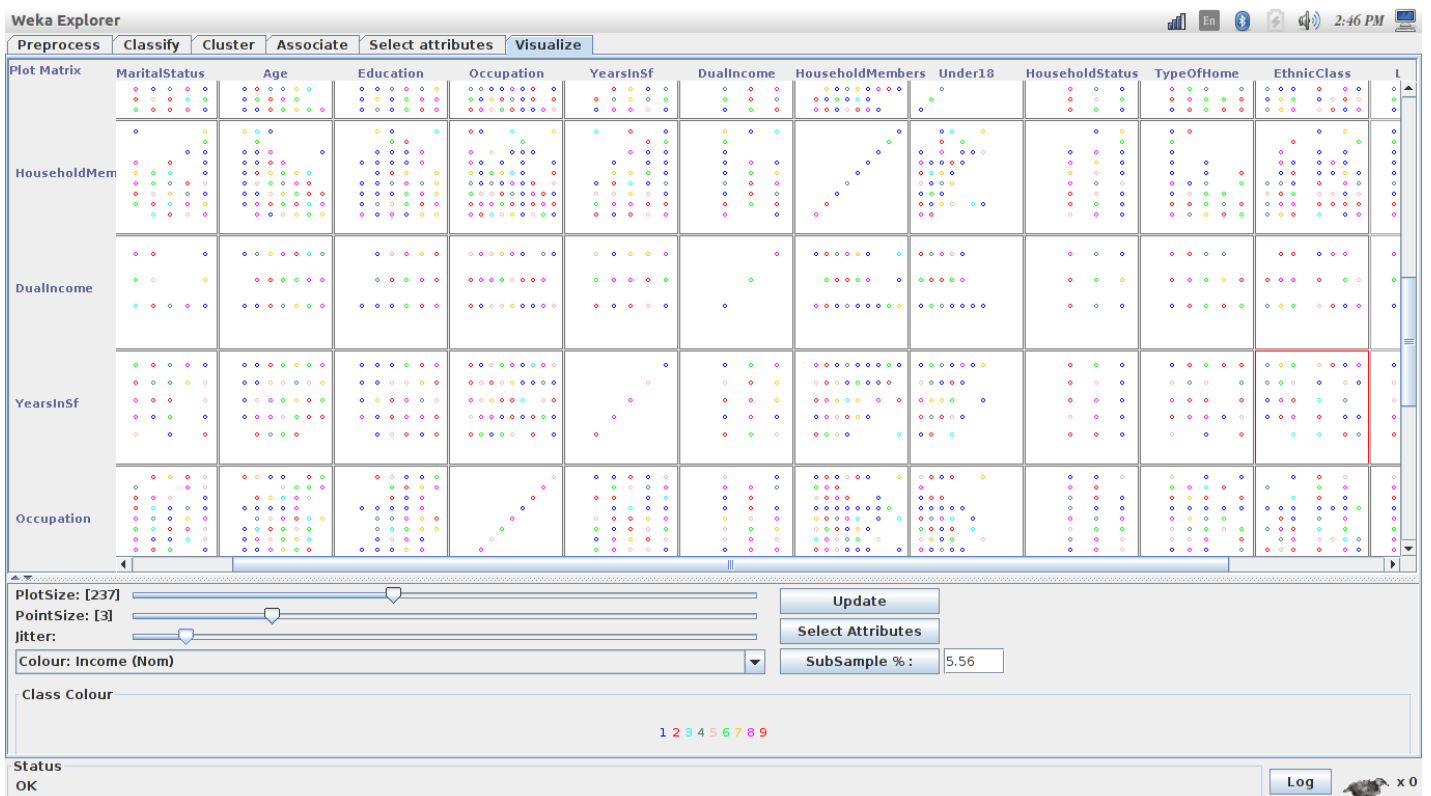 Weka Explorer
En
2:46 PM
Preprocess Classify Cluster Associate Select attributes Visualize
Plot Matrix MaritalStatus Age Education Occupation YearsInSf DualIncome HouseholdMembers Under18 HouseholdStatus TypeOfHome EthnicClass L
HouseholdMem
DualIncome
YearsInSf
Occupation
PlotSize: [237]
PointSize: [3]
Jitter:
Update
Select Attributes
Colour: Income (Nom)
SubSample % : 5.56
Class Colour
1 2 3 4 5 6 7 8 9
Status
OK
Log x 0